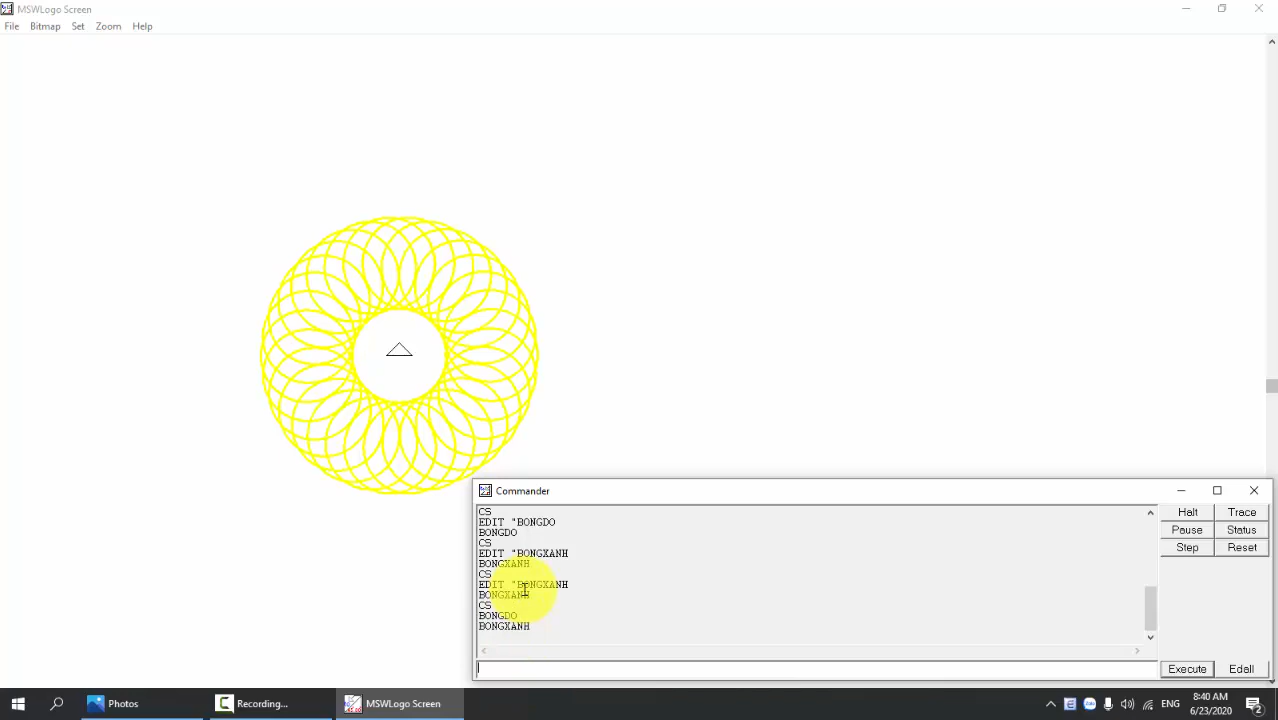 MSWLogo Screen
File Bitmap Set Zoom Help
Commander
CS
EDIT "BONGDO
BONGDO
CS
EDIT "BONGXANH
BONGXANH
CS
EDIT "BONGXANH
BONGXANH
CS
BONGDO
BONGXANH
Halt Trace
Pause Status
Step Reset
Execute Edall
Photos
Recording...
MSWLogo Screen
ENG
8:40 AM
6/23/2020
2